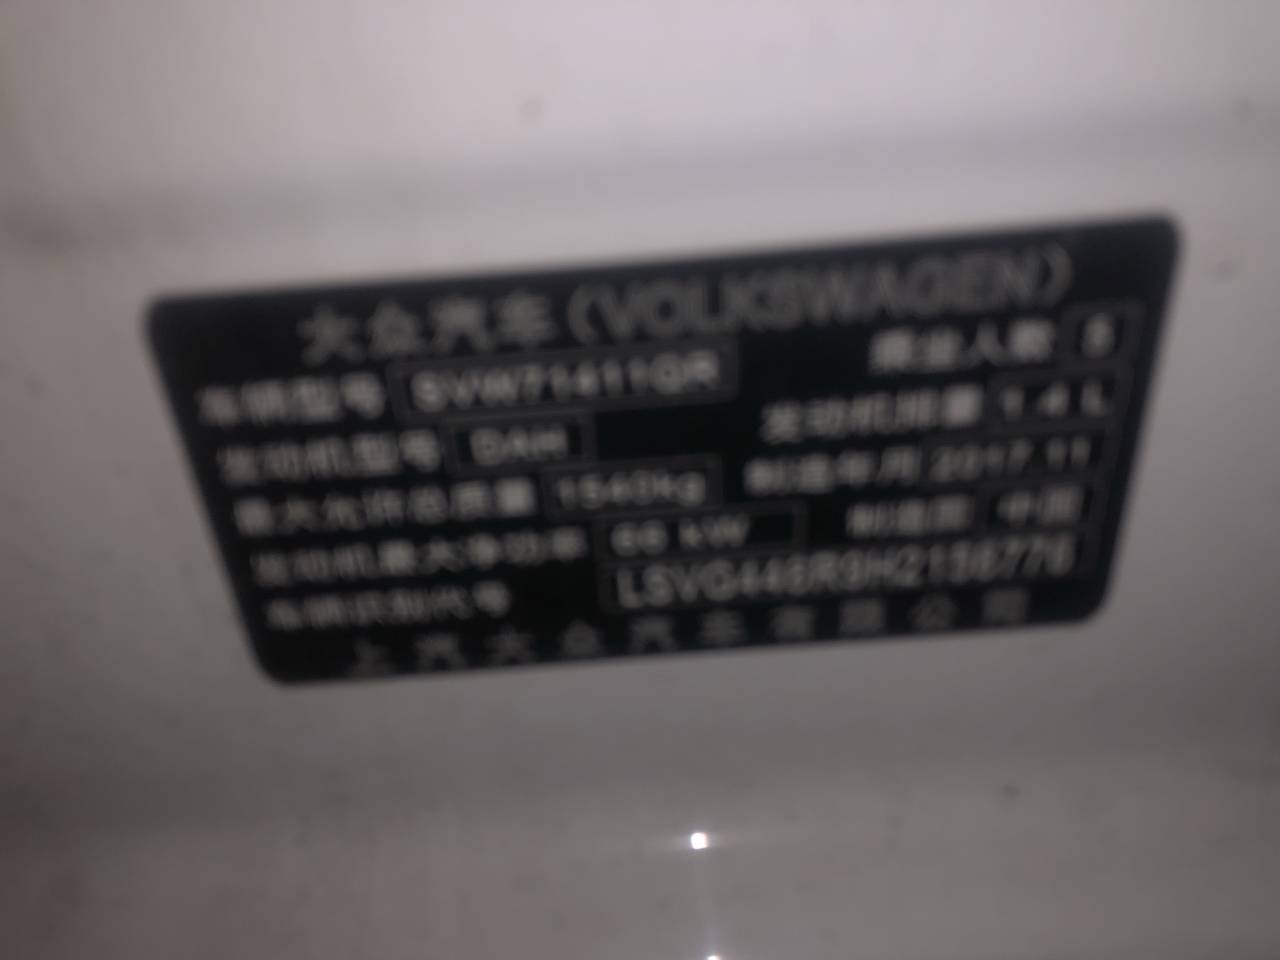 大众汽车(VOLKSWAGEN)
车辆型号 SVW71411QR 乘坐人数 5
发动机型号 DAH 发动机排量 1.4 L
最大允许总质量 1540kg 制造年月 2017.11
发动机最大净功率 66 kW 制造国 中国
车辆识别代号
上汽大众汽车有限公司